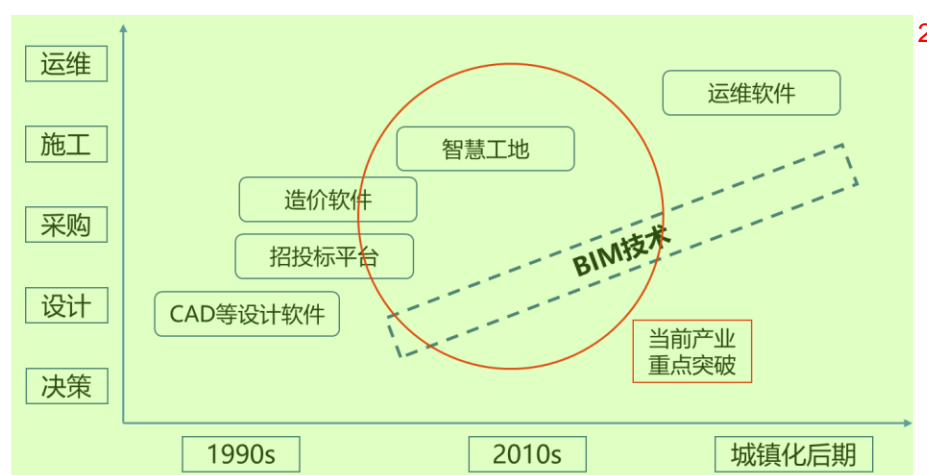 2
运维
运维软件
施工
智慧工地
造价软件
采购
BIM技术
招投标平台
设计
CAD等设计软件
当前产业
重点突破
决策
1990s
2010s
城镇化后期